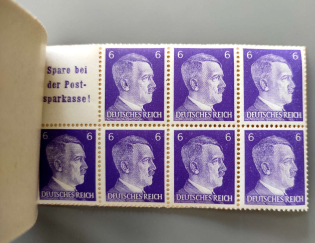 Spare bei
der Post-
sparkasse!
6 6 6 6 6 6
DEUTSCHES REICH DEUTSCHES REICH DEUTSCHES REICH
6 6 6 6 6 6 6 6
DEUTSCHES REICH DEUTSCHES REICH DEUTSCHES REICH DEUTSCHES REICH